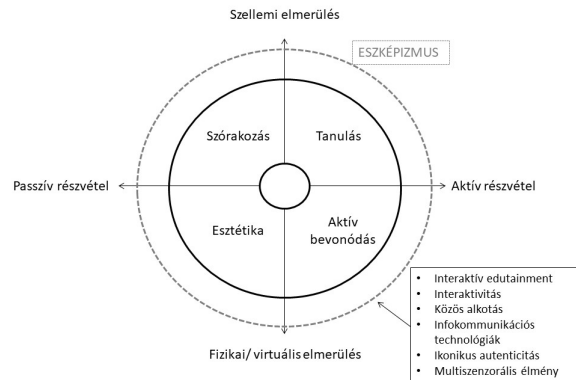 Szellemi elmerülés
ESZKÉPIZMUS
Szórakozás
Tanulás
Passzív részvétel
Aktív részvétel
Esztétika
Aktív
bevonódás
Fizikai/ virtuális elmerülés
• Interaktív edutainment
• Interaktivitás
• Közös alkotás
• Infokommunikációs
technológiák
• Ikonikus autenticitás
• Multiszenzorális élmény